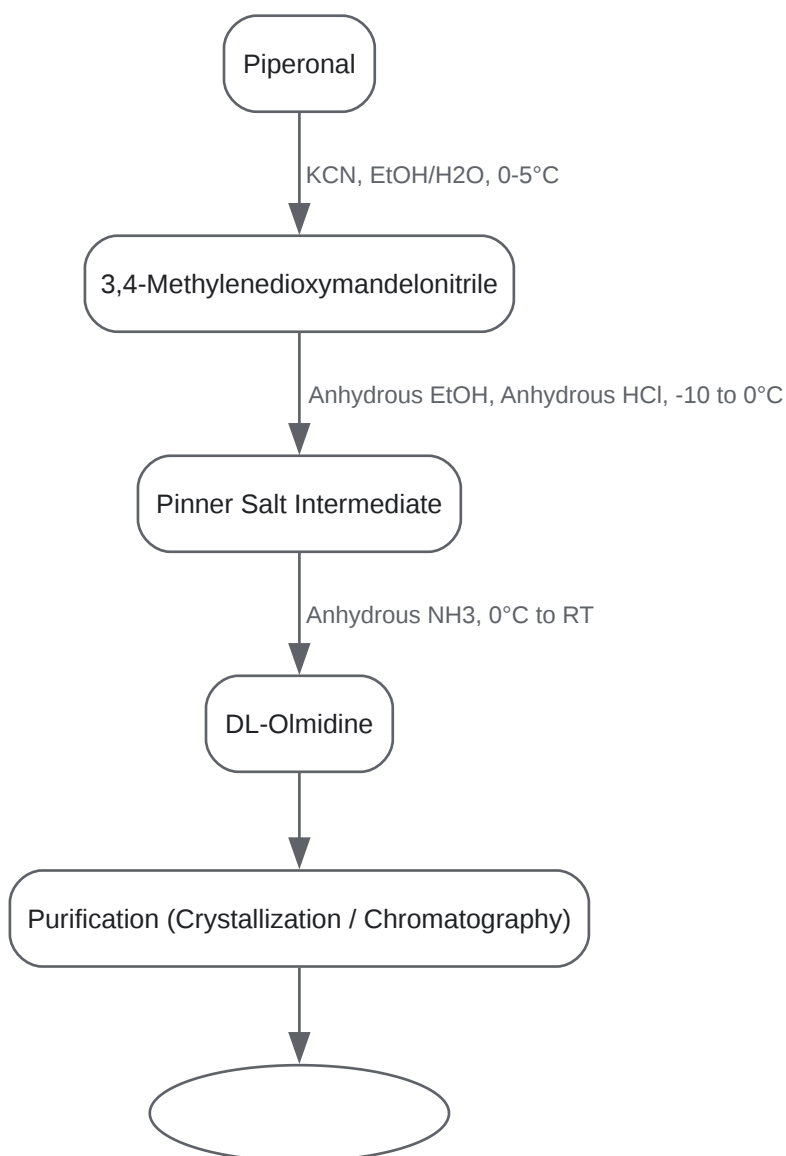 Piperonal
KCN, EtOH/H2O, 0-5°C
3,4-Methylenedioxymandelonitrile
Anhydrous EtOH, Anhydrous HCl, -10 to 0°C
Pinner Salt Intermediate
Anhydrous NH3, 0°C to RT
DL-Olmidine
Purification (Crystallization / Chromatography)